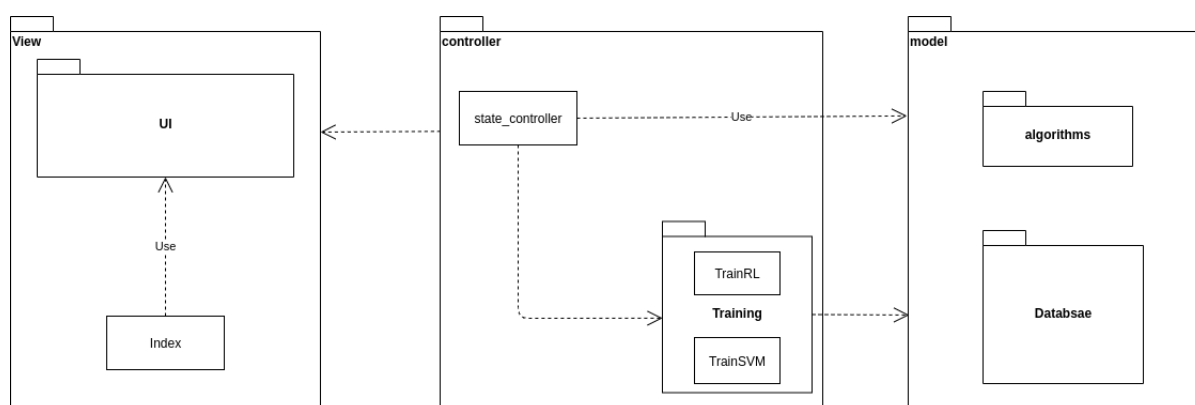 View
UI
Use
Index
controller
state_controller
Use
TrainRL
Training
TrainSVM
model
algorithms
Databsae